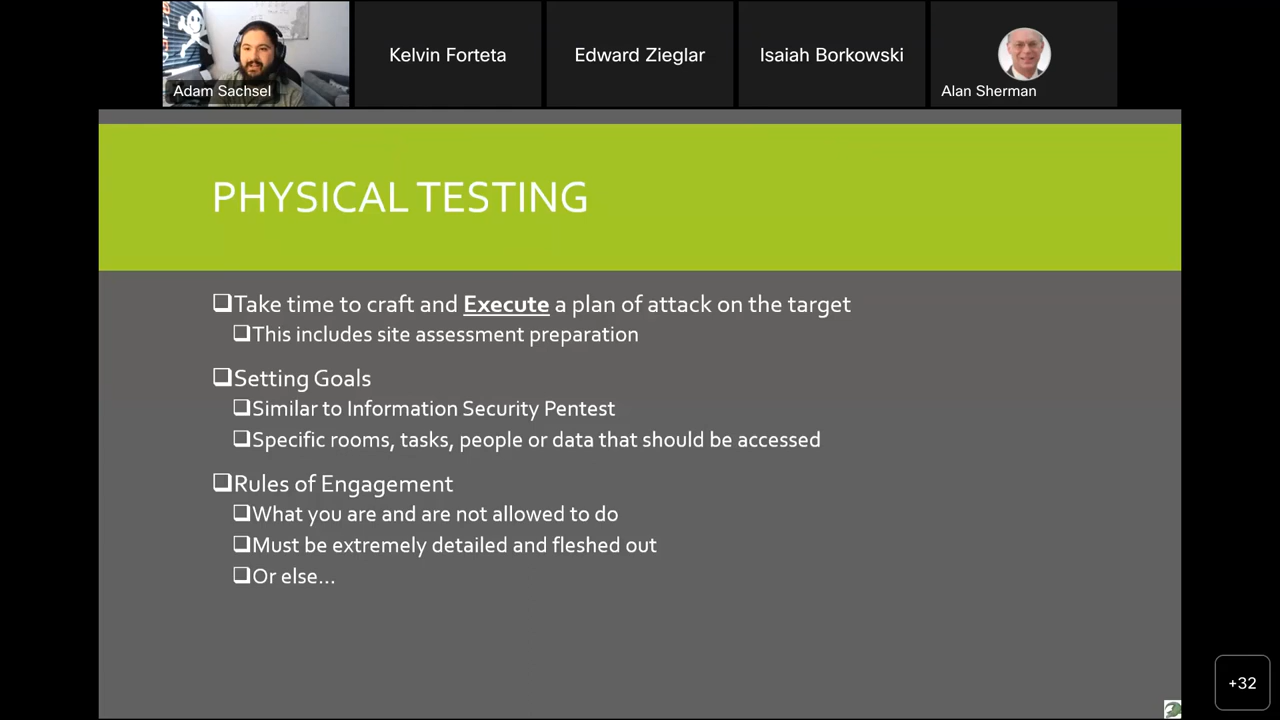 Adam Sachsel
Kelvin Forteta
Edward Zieglar
Isaiah Borkowski
Alan Sherman
PHYSICAL TESTING
Take time to craft and Execute a plan of attack on the target
This includes site assessment preparation
Setting Goals
Similar to Information Security Pentest
Specific rooms, tasks, people or data that should be accessed
Rules of Engagement
What you are and are not allowed to do
Must be extremely detailed and fleshed out
Or else...
+32